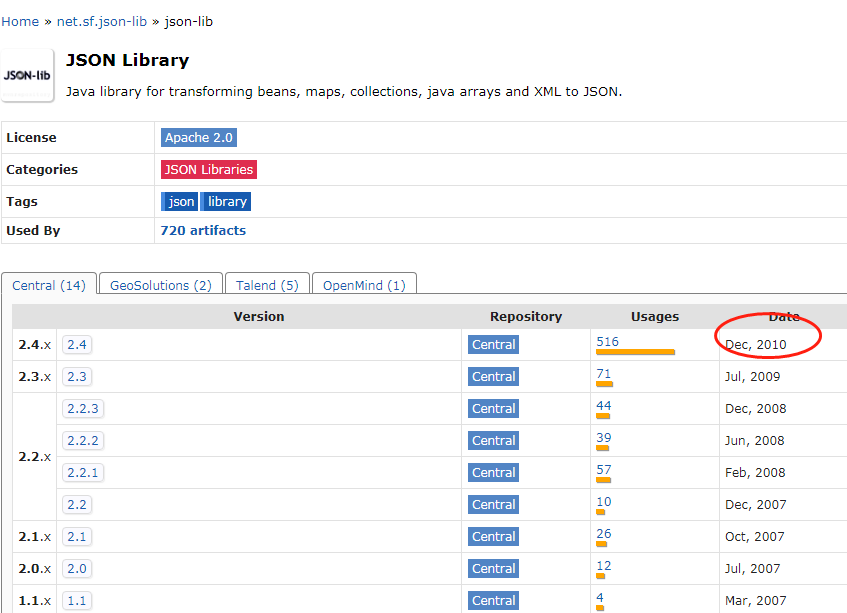 Home » net.sf.json-lib » json-lib
JSON-lib
JSON Library
Java library for transforming beans, maps, collections, java arrays and XML to JSON.
License Apache 2.0
Categories JSON Libraries
Tags json library
Used By 720 artifacts
Central (14) GeoSolutions (2) Talend (5) OpenMind (1)
Version Repository Usages Date
2.4.x 2.4 Central 516 Dec, 2010
2.3.x 2.3 Central 71 Jul, 2009
2.2.3 Central 44 Dec, 2008
2.2.2 Central 39 Jun, 2008
2.2.x
2.2.1 Central 57 Feb, 2008
2.2 Central 10 Dec, 2007
2.1.x 2.1 Central 26 Oct, 2007
2.0.x 2.0 Central 12 Jul, 2007
1.1.x 1.1 Central 4 Mar, 2007